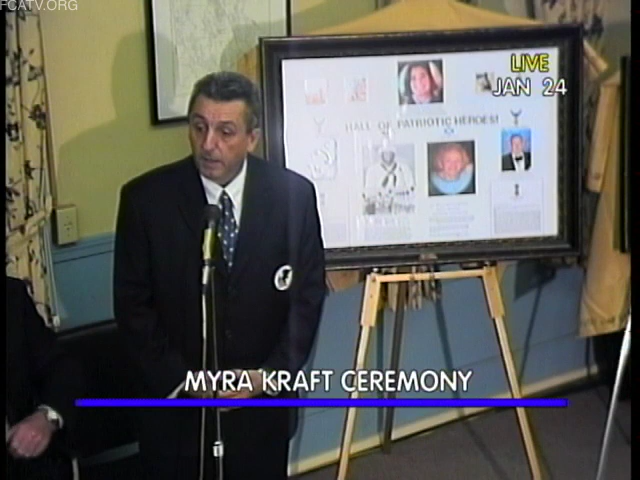 FCATV.ORG
LIVE
JAN 24
HALL OF PATRIOTIC HEROES!
MYRA KRAFT CEREMONY